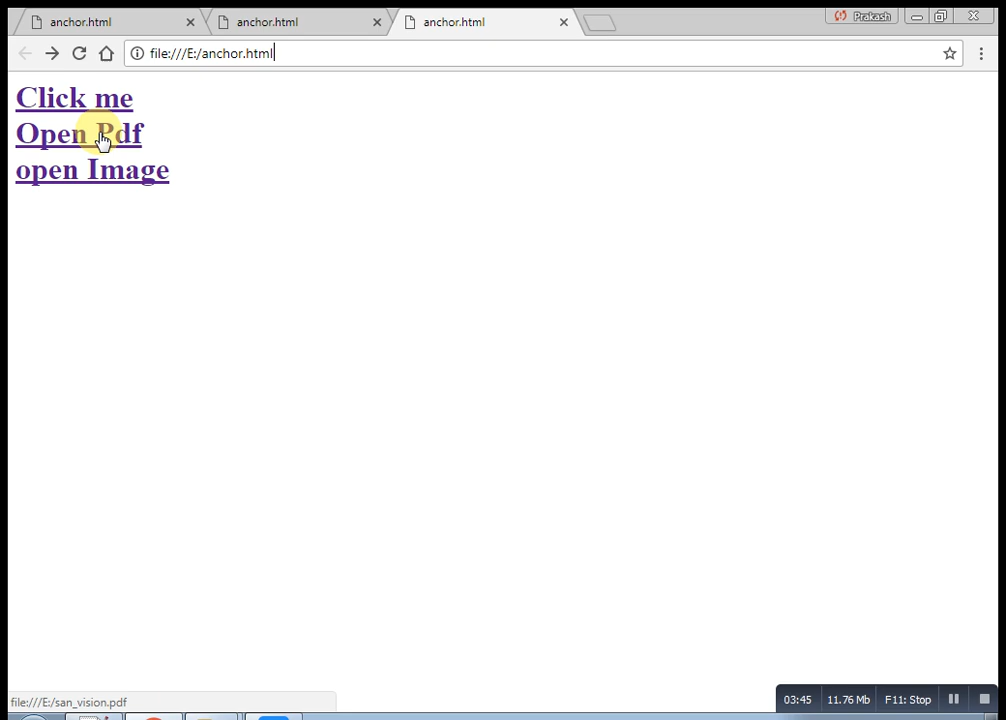 anchor.html
anchor.html
anchor.html
Prakash
file:///E:/anchor.html
Click me
Open Pdf
open Image
file:///E:/san_vision.pdf
03:45
11.76 Mb
F11: Stop